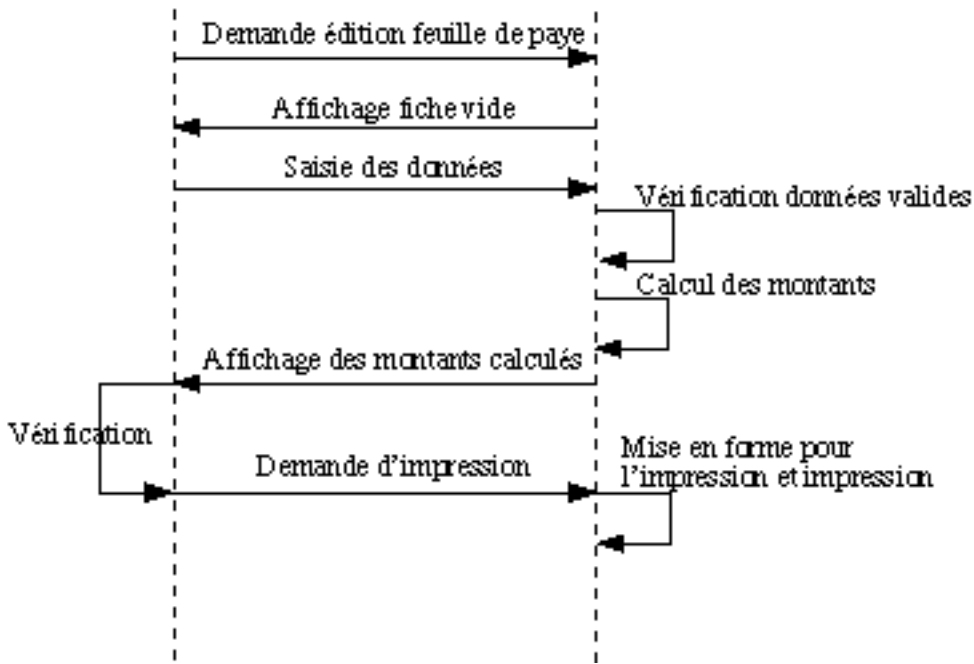 Demande édition feuille de paye
Affichage fiche vide
Saisie des données
Vérification données valides
Calcul des montants
Affichage des montants calculés
Vérification
Demande d'impression
Mise en forme pour
l'impression et impression